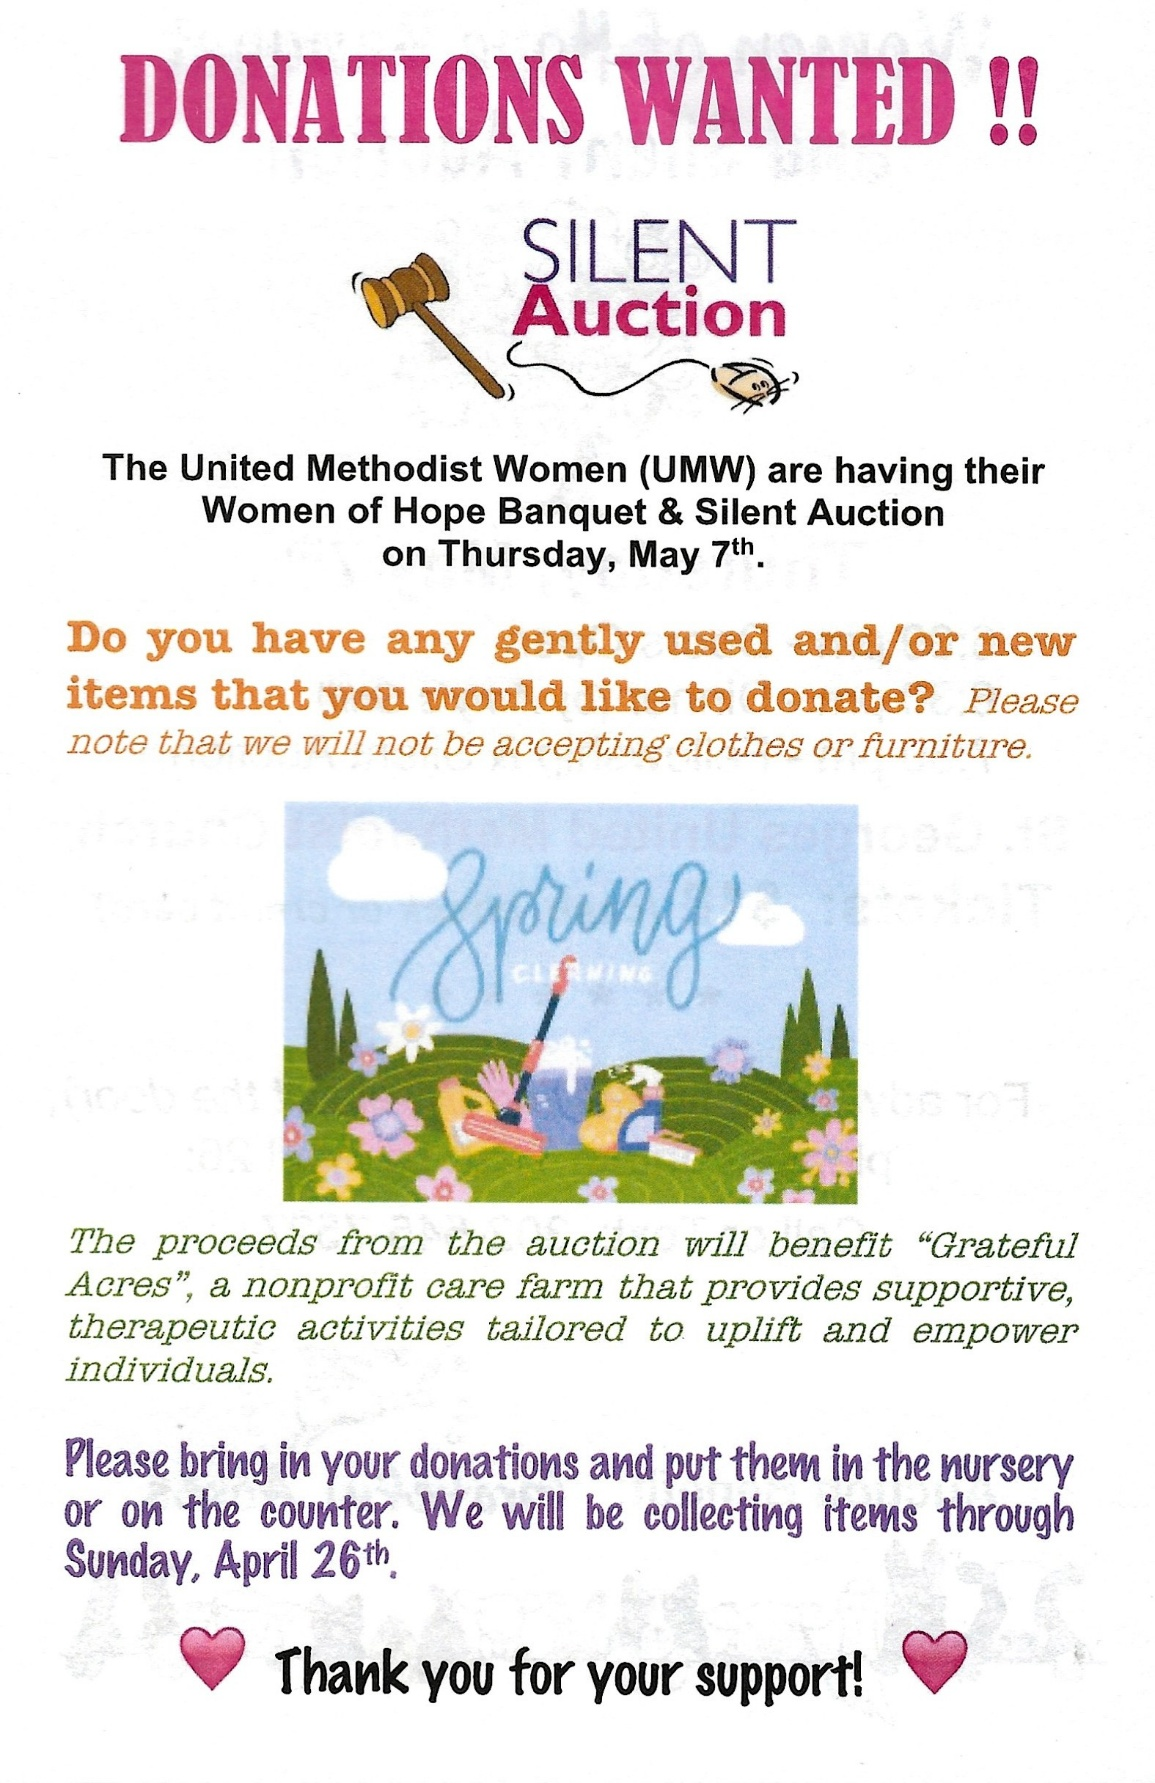 DONATIONS WANTED !!
SILENT
Auction
The United Methodist Women (UMW) are having their
Women of Hope Banquet & Silent Auction
on Thursday, May 7th.
Do you have any gently used and/or new
items that you would like to donate? Please
note that we will not be accepting clothes or furniture.
Spring
CLEANING
The proceeds from the auction will benefit “Grateful
Acres”, a nonprofit care farm that provides supportive,
therapeutic activities tailored to uplift and empower
individuals.
Please bring in your donations and put them in the nursery
or on the counter. We will be collecting items through
Sunday, April 26th.
Thank you for your support!